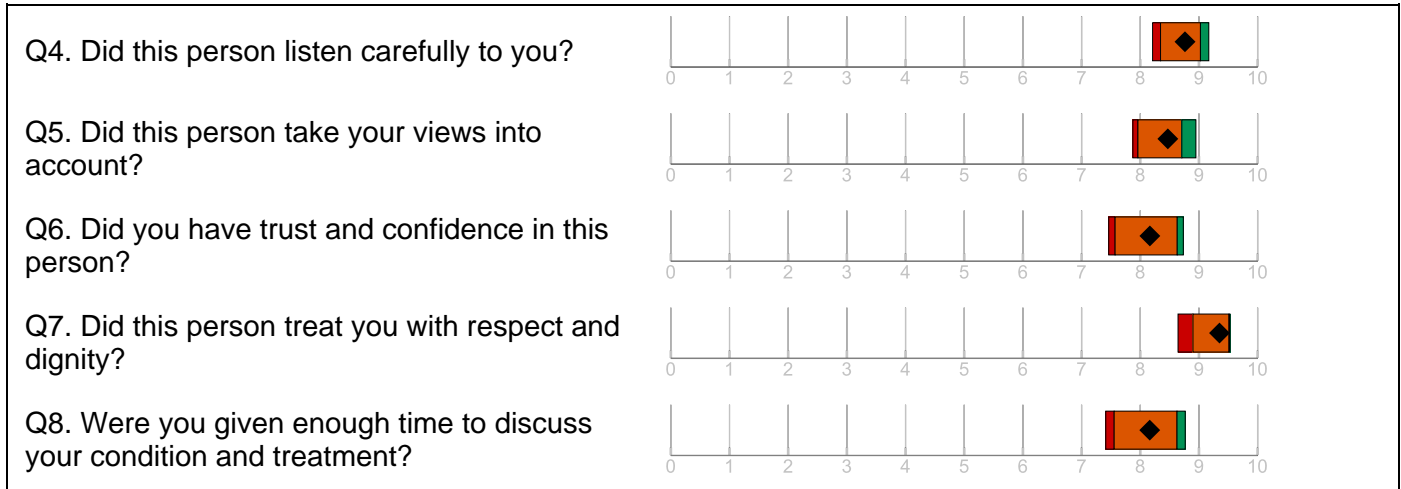 Q4. Did this person listen carefully to you?
0 1 2 3 4 5 6 7 8 9 10
Q5. Did this person take your views into
account?
0 1 2 3 4 5 6 7 8 9 10
Q6. Did you have trust and confidence in this
person?
0 1 2 3 4 5 6 7 8 9 10
Q7. Did this person treat you with respect and
dignity?
0 1 2 3 4 5 6 7 8 9 10
Q8. Were you given enough time to discuss
your condition and treatment?
0 1 2 3 4 5 6 7 8 9 10